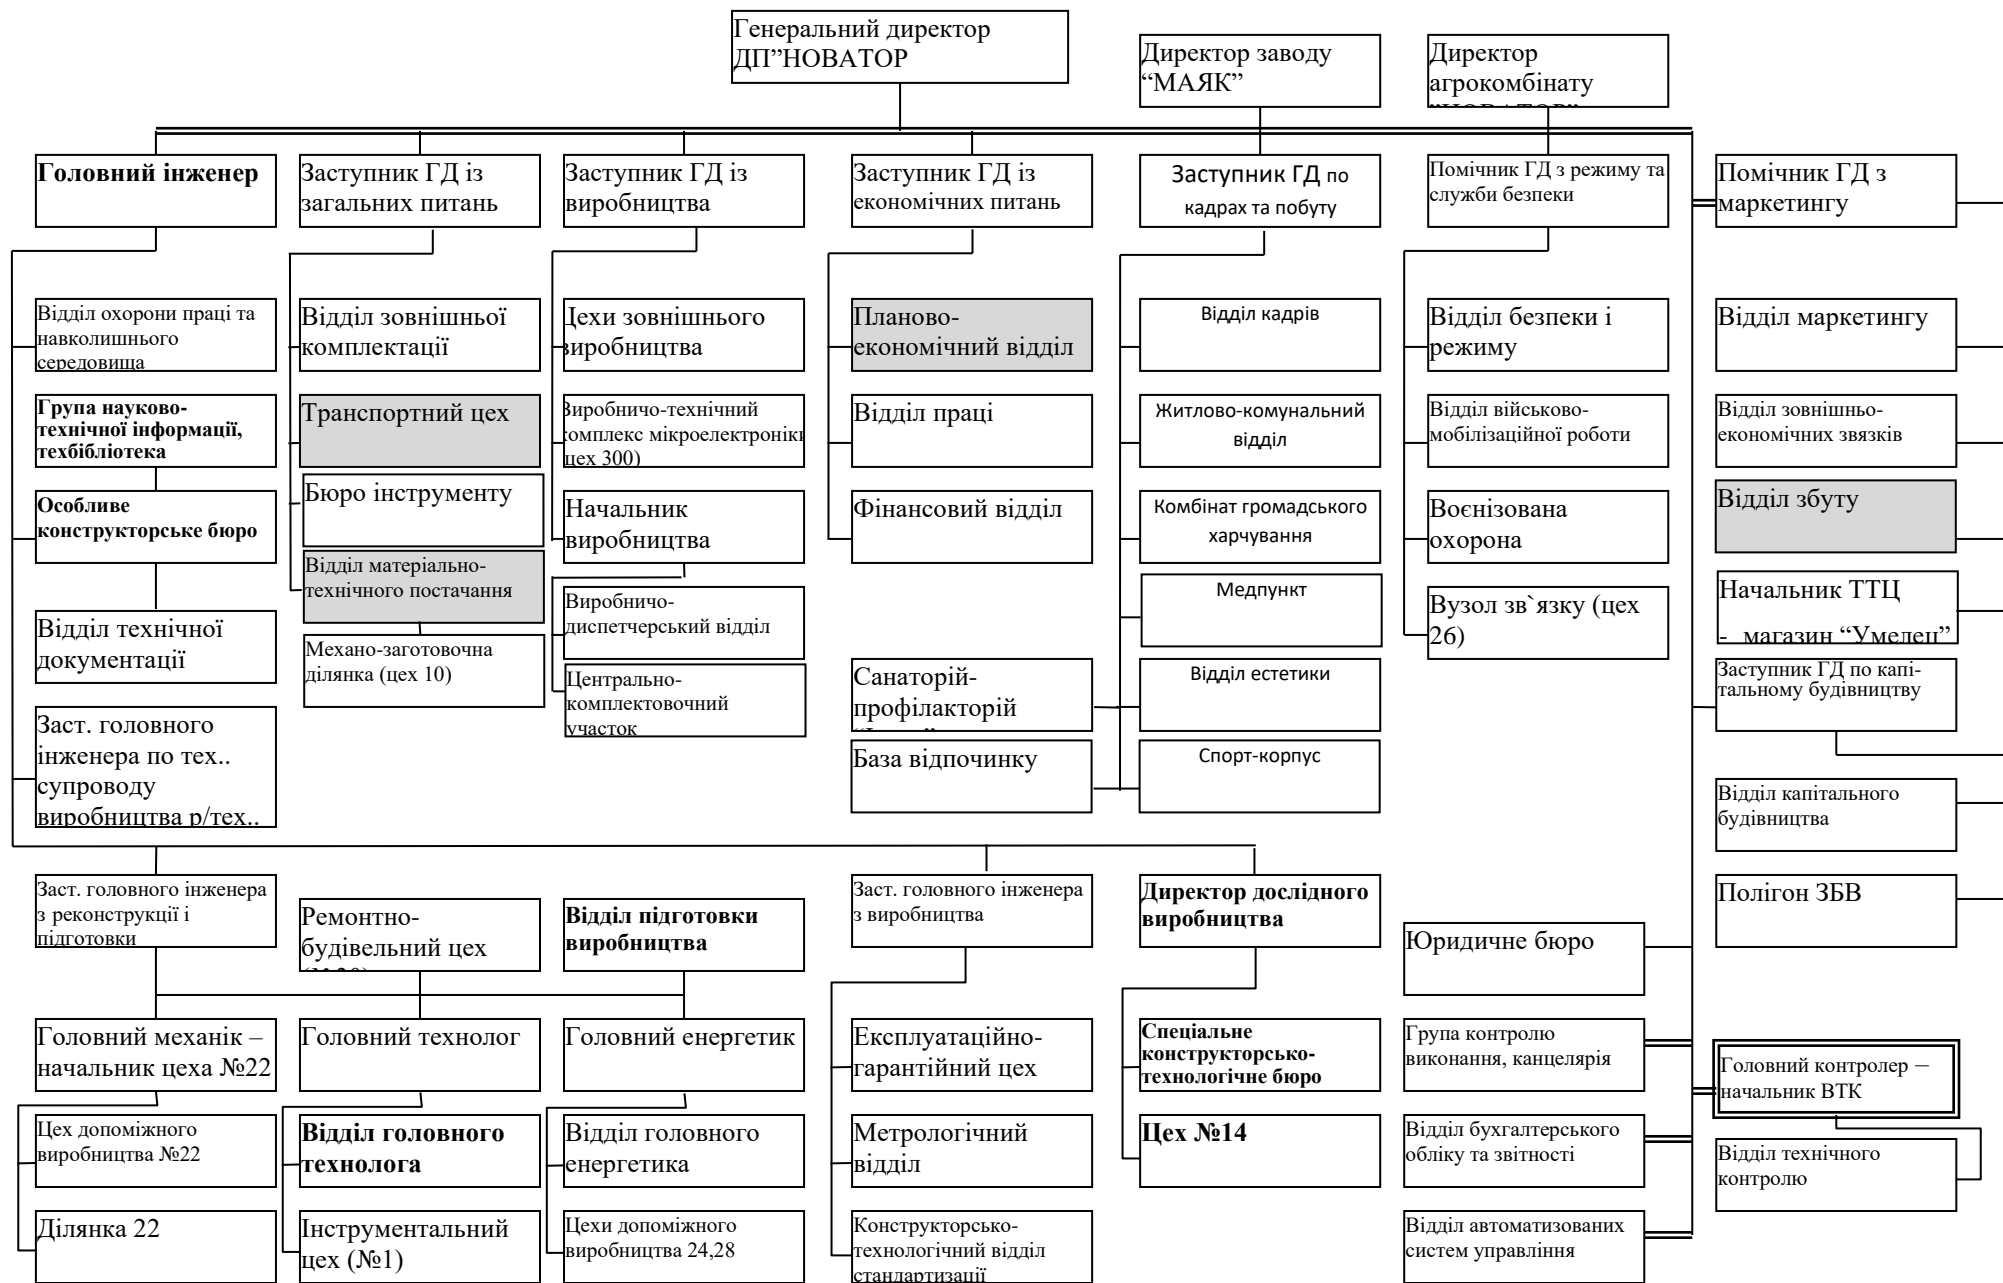 Генеральний директор
ДП”НОВАТОР
Директор заводу
“МАЯК”
Директор
агрокомбінату
Головний інженер
Заступник ГД із
загальних питань
Заступник ГД із
виробництва
Заступник ГД із
економічних питань
Заступник ГД по
кадрах та побуту
Помічник ГД з режиму та
служби безпеки
Помічник ГД з
маркетингу
Відділ охорони праці та
навколишнього
середовища
Відділ зовнішньої
комплектації
Цехи зовнішнього
виробництва
Планово-
економічний відділ
Відділ кадрів
Відділ безпеки і
режиму
Відділ маркетингу
Група науково-
технічної інформації,
техбібліотека
Транспортний цех
Виробничо-технічний
комплекс мікроелектроніки
(цех 300)
Відділ праці
Житлово-комунальний
відділ
Відділ військово-
мобілізаційної роботи
Відділ зовнішньо-
економічних звязків
Особливе
конструкторське бюро
Бюро інструменту
Начальник
виробництва
Фінансовий відділ
Комбінат громадського
харчування
Воєнізована
охорона
Відділ збуту
Відділ матеріально-
технічного постачання
Виробничо-
диспетчерський відділ
Медпункт
Вузол зв`язку (цех
26)
Начальник ТТЦ
- магазин “Умелец”
Відділ технічної
документації
Механо-заготовочна
ділянка (цех 10)
Центрально-
комплектовочний
участок
Санаторій-
профілакторій
Відділ естетики
Заступник ГД по капі-
тальному будівництву
Заст. головного
інженера по тех..
супроводу
виробництва р/тех..
База відпочинку
Спорт-корпус
Відділ капітального
будівництва
Заст. головного інженера
з реконструкції і
підготовки
Ремонтно-
будівельний цех
Відділ підготовки
виробництва
Заст. головного інженера
з виробництва
Директор дослідного
виробництва
Юридичне бюро
Полігон ЗБВ
Головний механік –
начальник цеха №22
Головний технолог
Головний енергетик
Експлуатаційно-
гарантійний цех
Спеціальне
конструкторсько-
технологічне бюро
Група контролю
виконання, канцелярія
Головний контролер –
начальник ВТК
Цех допоміжного
виробництва №22
Відділ головного
технолога
Відділ головного
енергетика
Метрологічний
відділ
Цех №14
Відділ бухгалтерського
обліку та звітності
Відділ технічного
контролю
Ділянка 22
Інструментальний
цех (№1)
Цехи допоміжного
виробництва 24,28
Конструкторсько-
технологічний відділ
стандартизації
Відділ автоматизованих
систем управління